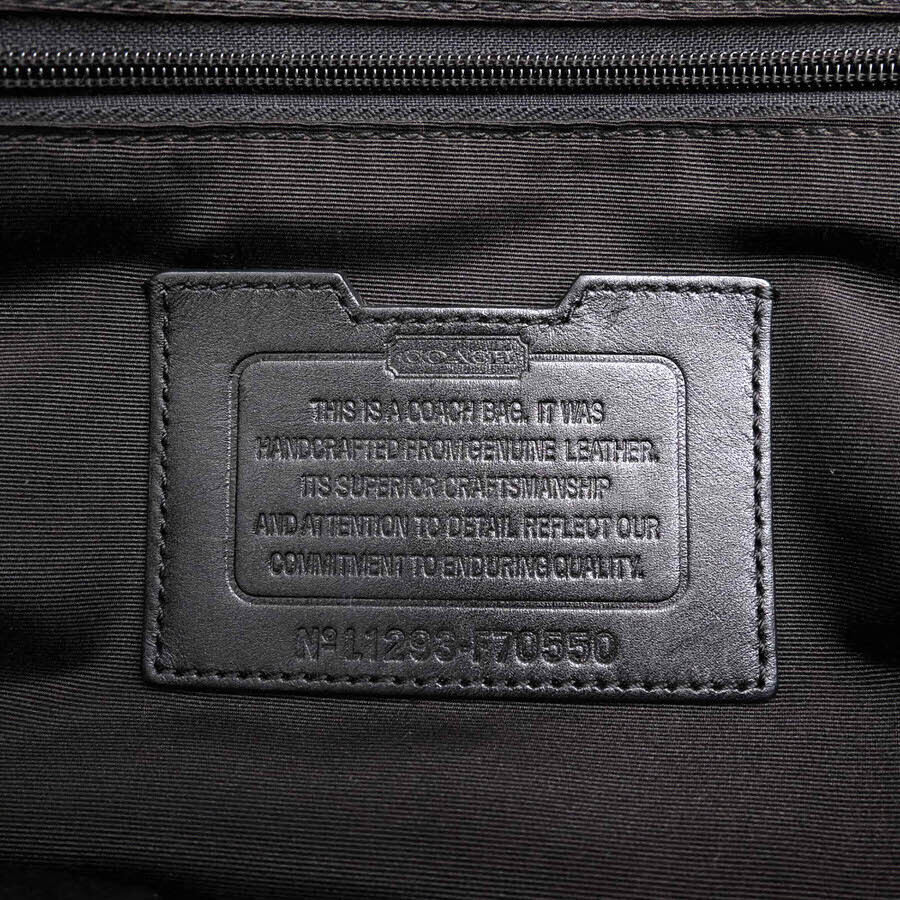 COACH
THIS IS A COACH BAG. IT WAS
HANDCRAFTED FROM GENUINE LEATHER.
ITS SUPERIOR CRAFTSMANSHIP
AND ATTENTION TO DETAIL REFLECT OUR
COMMITMENT TO ENDURING QUALITY.
Nº L1293-F70550